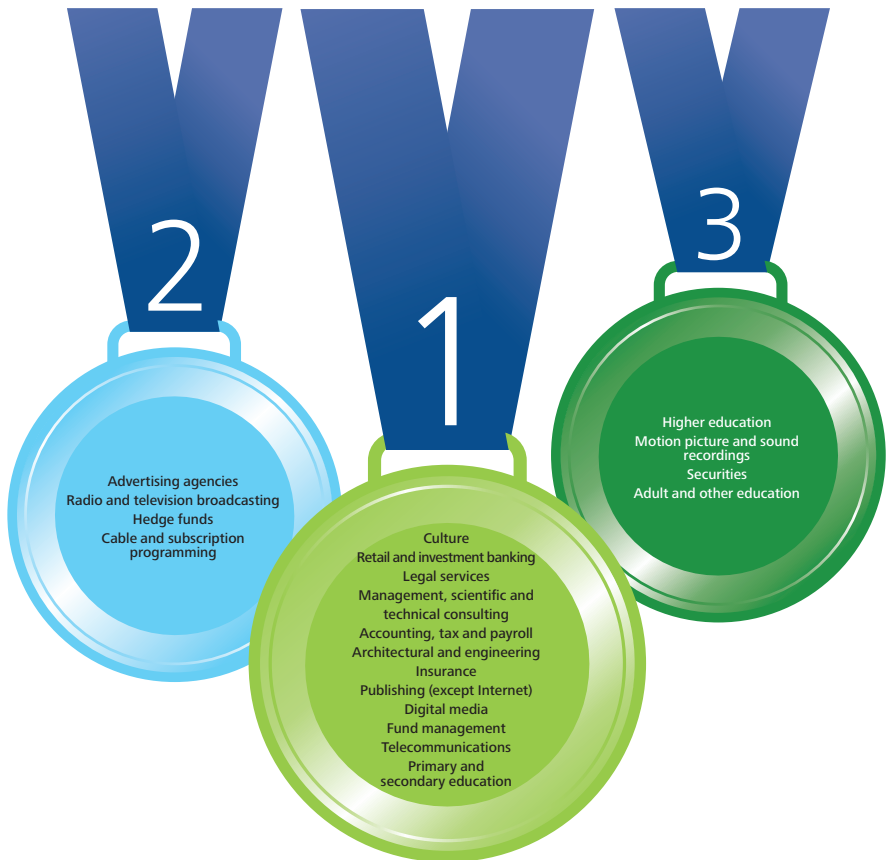 2
Advertising agencies
Radio and television broadcasting
Hedge funds
Cable and subscription
programming
1
Culture
Retail and investment banking
Legal services
Management, scientific and
technical consulting
Accounting, tax and payroll
Architectural and engineering
Insurance
Publishing (except Internet)
Digital media
Fund management
Telecommunications
Primary and
secondary education
3
Higher education
Motion picture and sound
recordings
Securities
Adult and other education